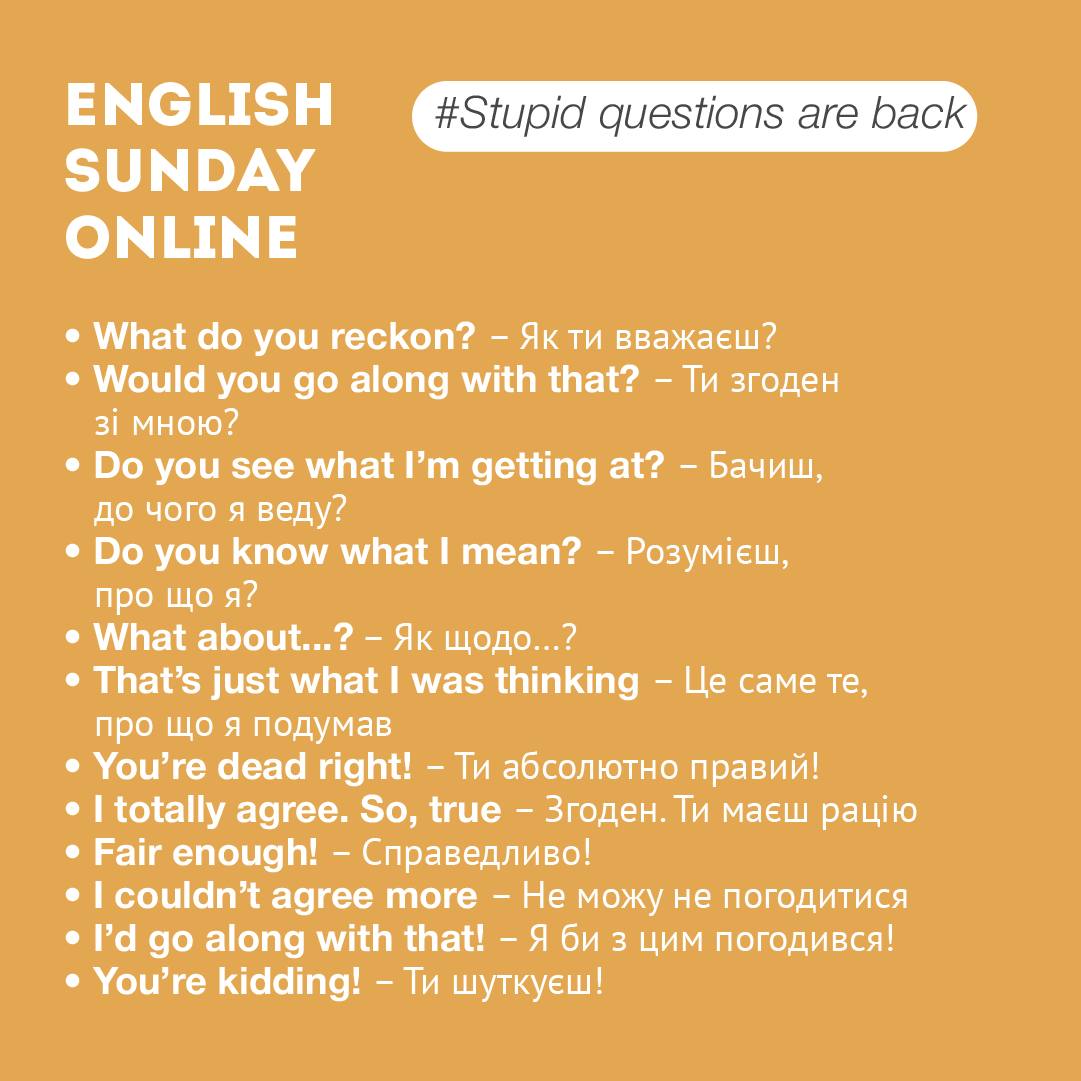 ENGLISH
SUNDAY
ONLINE
#Stupid questions are back
• What do you reckon? – Як ти вважаєш?
• Would you go along with that? – Ти згоден
зі мною?
• Do you see what I’m getting at? – Бачиш,
до чого я веду?
• Do you know what I mean? – Розумієш,
про що я?
• What about...? – Як щодо...?
• That’s just what I was thinking – Це саме те,
про що я подумав
• You’re dead right! – Ти абсолютно правий!
• I totally agree. So, true – Згоден. Ти маєш рацію
• Fair enough! – Справедливо!
• I couldn’t agree more – Не можу не погодитися
• I’d go along with that! – Я би з цим погодився!
• You’re kidding! – Ти шуткуєш!